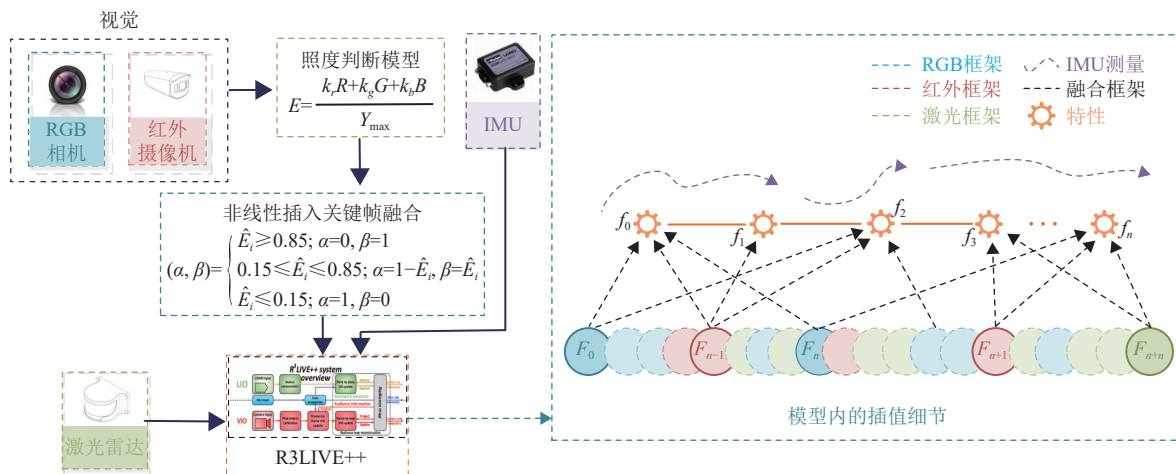 视觉
RGB
相机
红外
摄像机
照度判断模型
E=(k_rR+k_gG+k_bB)/Y_max
IMU
非线性插入关键帧融合
(α, β)=
Ê_i≥0.85; α=0, β=1
0.15≤Ê_i≤0.85; α=1−Ê_i, β=Ê_i
Ê_i≤0.15; α=1, β=0
激光雷达
R³LIVE++ system
overview
LIO
VIO
R3LIVE++
RGB框架
IMU测量
红外框架
融合框架
激光框架
特性
f_0
f_1
f_2
f_3
···
f_n
F_0
F_{n−1}
F_n
F_{n+1}
F_{n+n}
模型内的插值细节